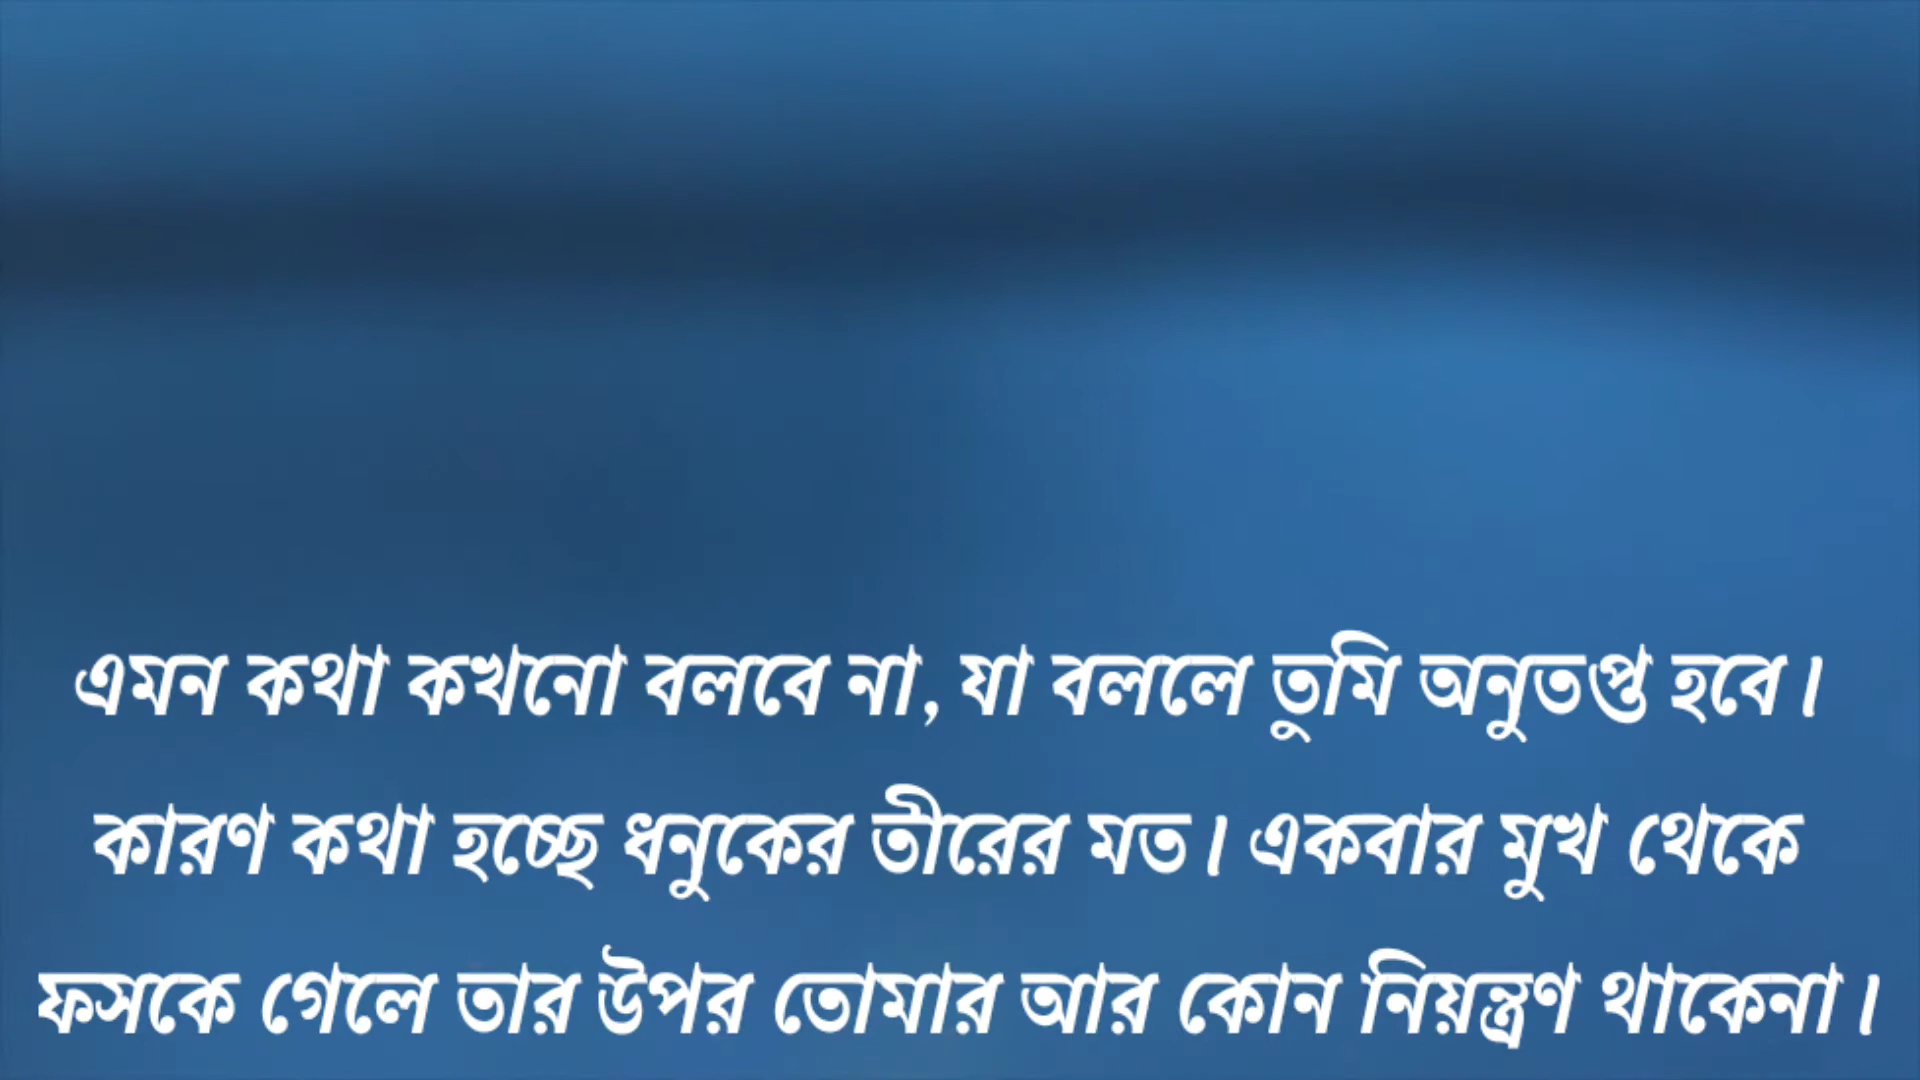 এমন কথা কখনো বলবে না, যা বললে তুমি অনুতপ্ত হবে।
কারণ কথা হচ্ছে ধনুকের তীরের মত। একবার মুখ থেকে
ফসকে গেলে তার উপর তোমার আর কোন নিয়ন্ত্রণ থাকেনা।